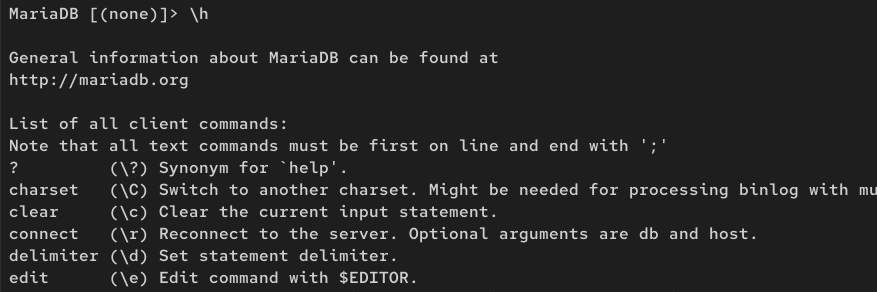 MariaDB [(none)]> \h
General information about MariaDB can be found at
http://mariadb.org
List of all client commands:
Note that all text commands must be first on line and end with ';'
? (\?) Synonym for `help'.
charset (\C) Switch to another charset. Might be needed for processing binlog with mu
clear (\c) Clear the current input statement.
connect (\r) Reconnect to the server. Optional arguments are db and host.
delimiter (\d) Set statement delimiter.
edit (\e) Edit command with $EDITOR.